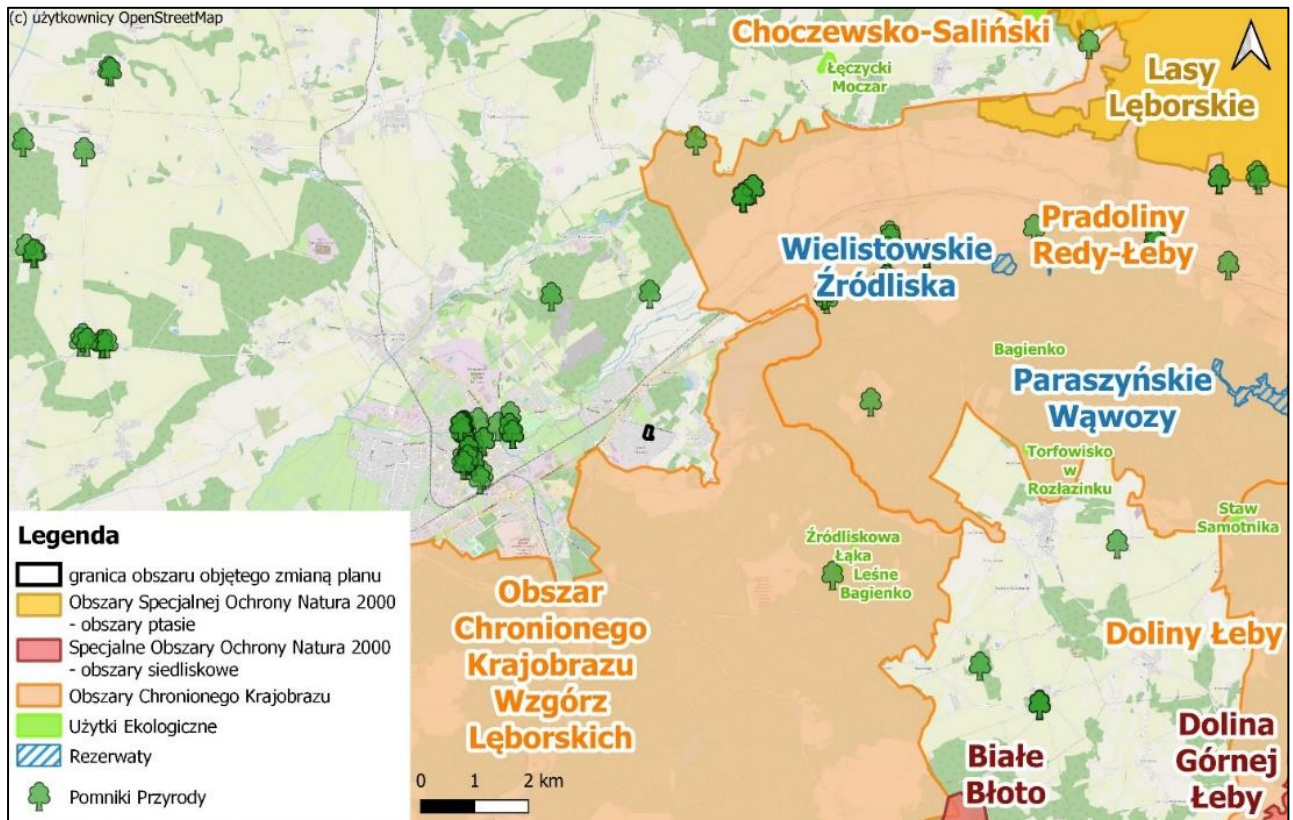 (c) użytkownicy OpenStreetMap
Choczewsko-Saliński
Łęczycki
Moczar
Lasy
Lęborskie
Pradoliny
Redy-Łeby
Wielistowskie
Źródliska
Bagienko
Paraszyńskie
Wąwozy
Torfowisko
w
Rozłazinku
Staw
Samotnika
Źródliskowa
Łąka
Leśne
Bagienko
Obszar
Chronionego
Krajobrazu
Wzgórz
Lęborskich
Doliny Łeby
Białe
Błoto
Dolina
Górnej
Łeby
Legenda
granica obszaru objętego zmianą planu
Obszary Specjalnej Ochrony Natura 2000
- obszary ptasie
Specjalne Obszary Ochrony Natura 2000
- obszary siedliskowe
Obszary Chronionego Krajobrazu
Użytki Ekologiczne
Rezerwaty
Pomniki Przyrody
0 1 2 km